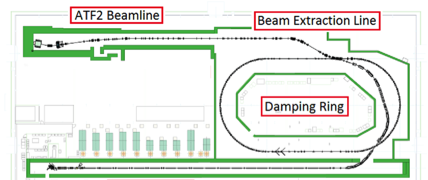 ATF2 Beamline
Beam Extraction Line
Damping Ring